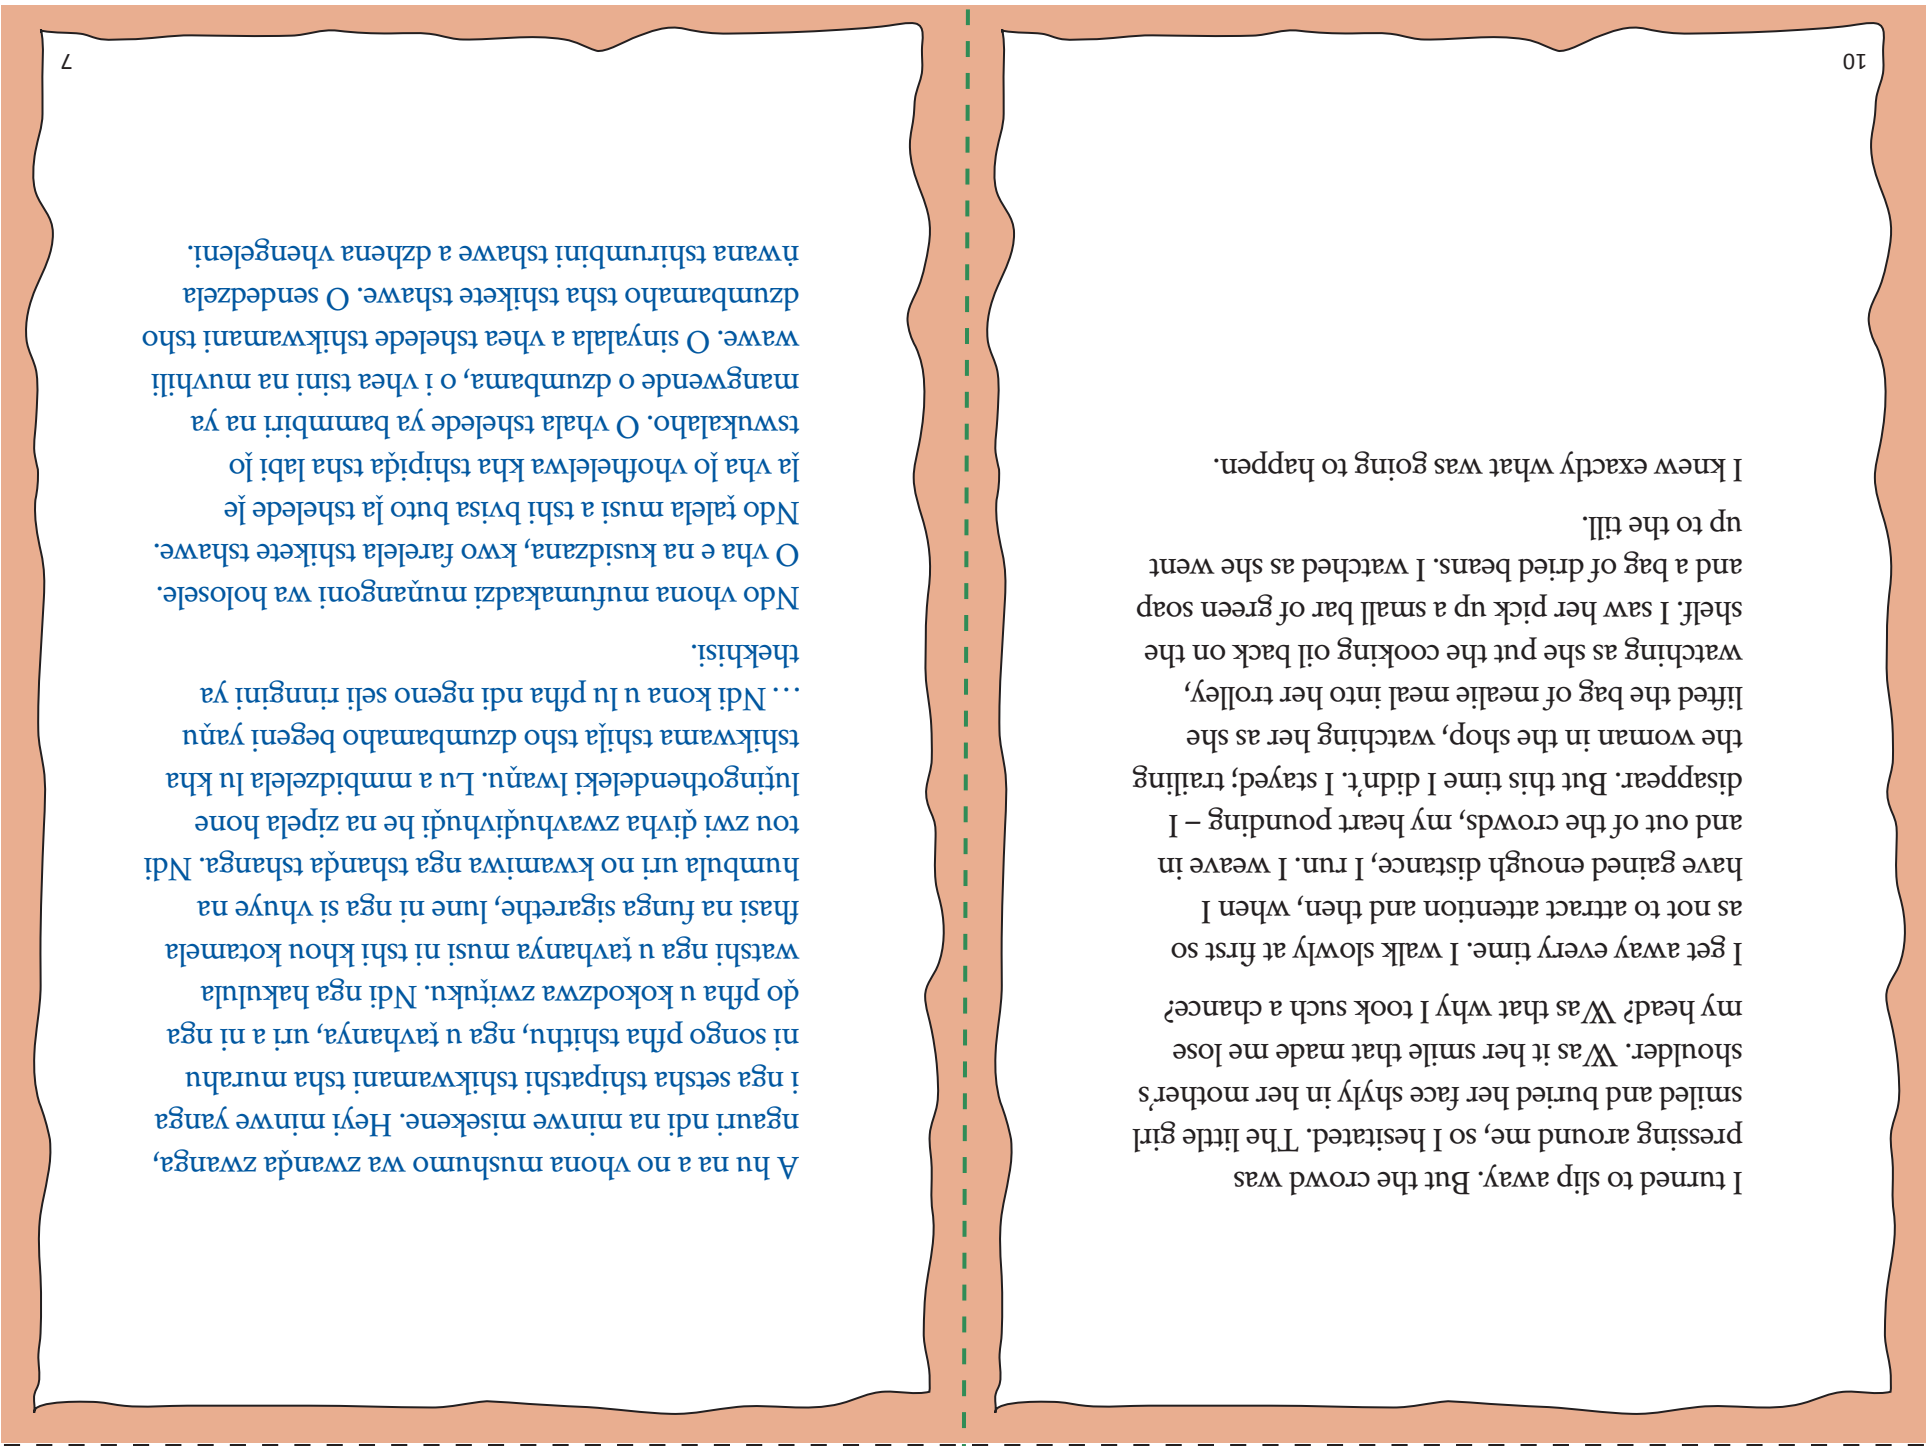 I turned to slip away. But the crowd was
pressing around me, so I hesitated. The little girl
smiled and buried her face shyly in her mother's
shoulder. Was it her smile that made me lose
my head? Was that why I took such a chance?
I get away every time. I walk slowly at first so
as not to attract attention and then, when I
have gained enough distance, I run. I weave in
and out of the crowds, my heart pounding – I
disappear. But this time I didn't. I stayed; trailing
the woman in the shop, watching her as she
lifted the bag of mealie meal into her trolley,
watching as she put the cooking oil back on the
shelf. I saw her pick up a small bar of green soap
and a bag of dried beans. I watched as she went
up to the till.
I knew exactly what was going to happen.
10
A hu na a no vhona mushumo wa zwanḓa zwanga,
ngauri ndi na minwe misekene. Heyi minwe yanga
i nga setsha tshipatshi tshikwamani tsha murahu
ni songo pfha tshithu, nga u ṱavhanya, uri a ni nga
ḓo pfha u kokodzwa zwiṱuku. Ndi nga hakulula
watshi nga u ṱavhanya musi ni tshi khou kotamela
fhasi na funga sigarethe, lune ni nga si vhuye na
humbula uri no kwamiwa nga tshanḓa tshanga. Ndi
tou zwi ḓivha zwavhuḓivhuḓi he na zipela hone
luṱingothendeleki lwaṋu. Lu a mmbidzelela lu kha
tshikwama tshiḽa tsho dzumbamaho begeni yaṋu
… Ndi kona u lu pfha ndi ngeno seli rinngini ya
thekhisi.
Ndo vhona mufumakadzi muṋangoni wa holosele.
O vha e na kusidzana, kwo farelela tshikete tshawe.
Ndo ṱalela musi a tshi bvisa buto ḽa tshelede ḽe
ḽa vha ḽo vhofhelelwa kha tshipiḓa tsha labi ḽo
tswukalaho. O vhala tshelede ya bammbiri na ya
mangwende o dzumbama, o i vhea tsini na muvhili
wawe. O sinyalala a vhea tshelede tshikwamani tsho
dzumbamaho tsha tshikete tshawe. O sendedzela
ṅwana tshirumbini tshawe a dzhena vhengeleni.
7